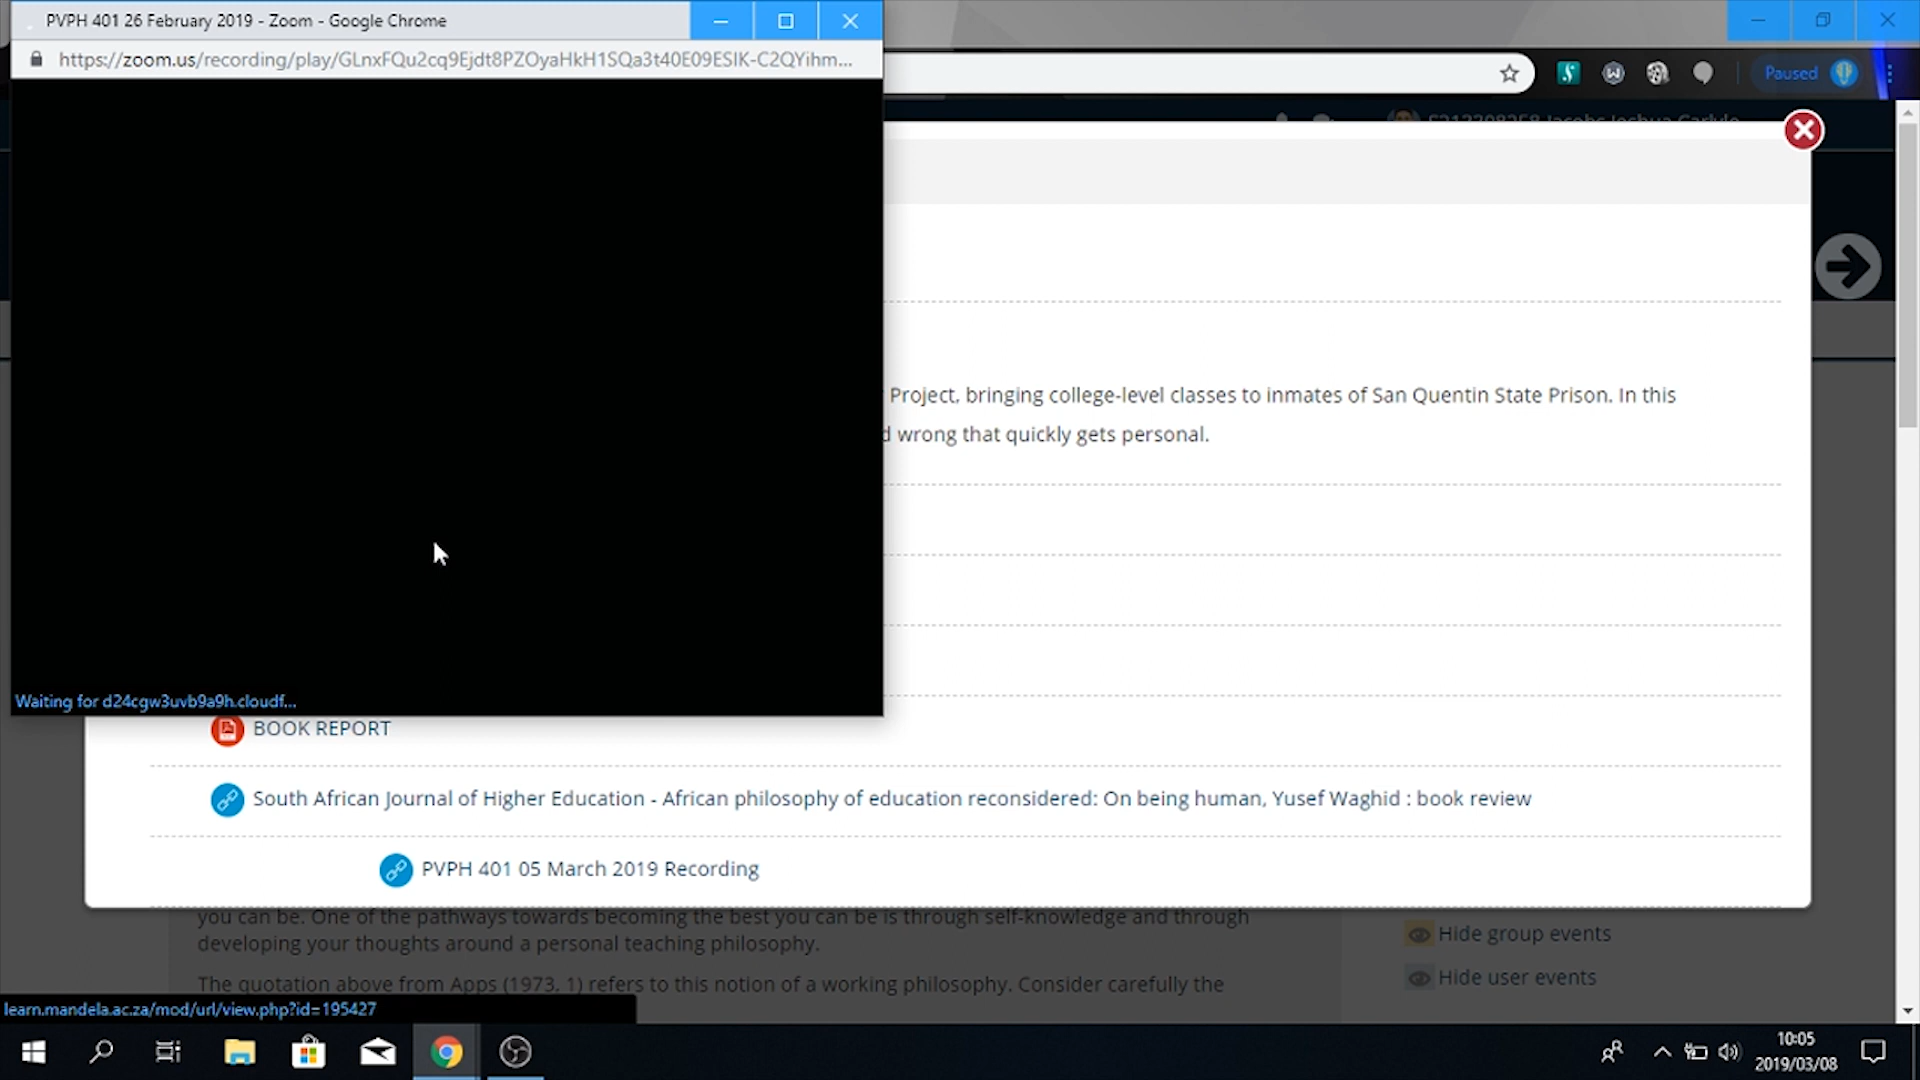 PVPH 401 26 February 2019 - Zoom - Google Chrome
https://zoom.us/recording/play/GLnxFQu2cq9Ejdt8PZOyaHkH1SQa3t40E09ESIK-C2QYihm...
Paused
Project, bringing college-level classes to inmates of San Quentin State Prison. In this
wrong that quickly gets personal.
Waiting for d24cgw3uvb9a9h.cloudf...
BOOK REPORT
South African Journal of Higher Education - African philosophy of education reconsidered: On being human, Yusef Waghid : book review
PVPH 401 05 March 2019 Recording
you can be. One of the pathways towards becoming the best you can be is through self-knowledge and through
developing your thoughts around a personal teaching philosophy.
The quotation above from Apps (1973, 1) refers to this notion of a working philosophy. Consider carefully the
Hide group events
Hide user events
learn.mandela.ac.za/mod/url/view.php?id=195427
10:05
2019/03/08